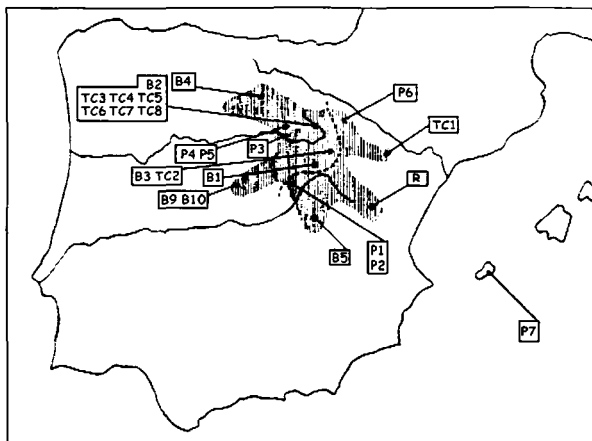 B2
B4
TC3 TC4 TC5
TC6 TC7 TC8
P6
TC1
P4 P5
P3
B3 TC2
B1
R
B9 B10
B5
P1
P2
P7